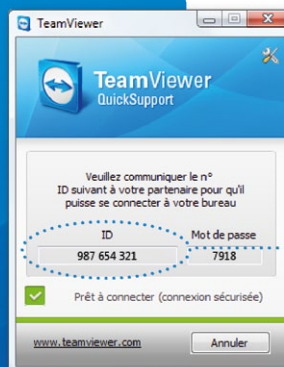 TeamViewer
TeamViewer
QuickSupport
Veuillez communiquer le n°
ID suivant à votre partenaire pour qu'il
puisse se connecter à votre bureau
ID
Mot de passe
987 654 321
7918
Prêt à connecter (connexion sécurisée)
www.teamviewer.com
Annuler